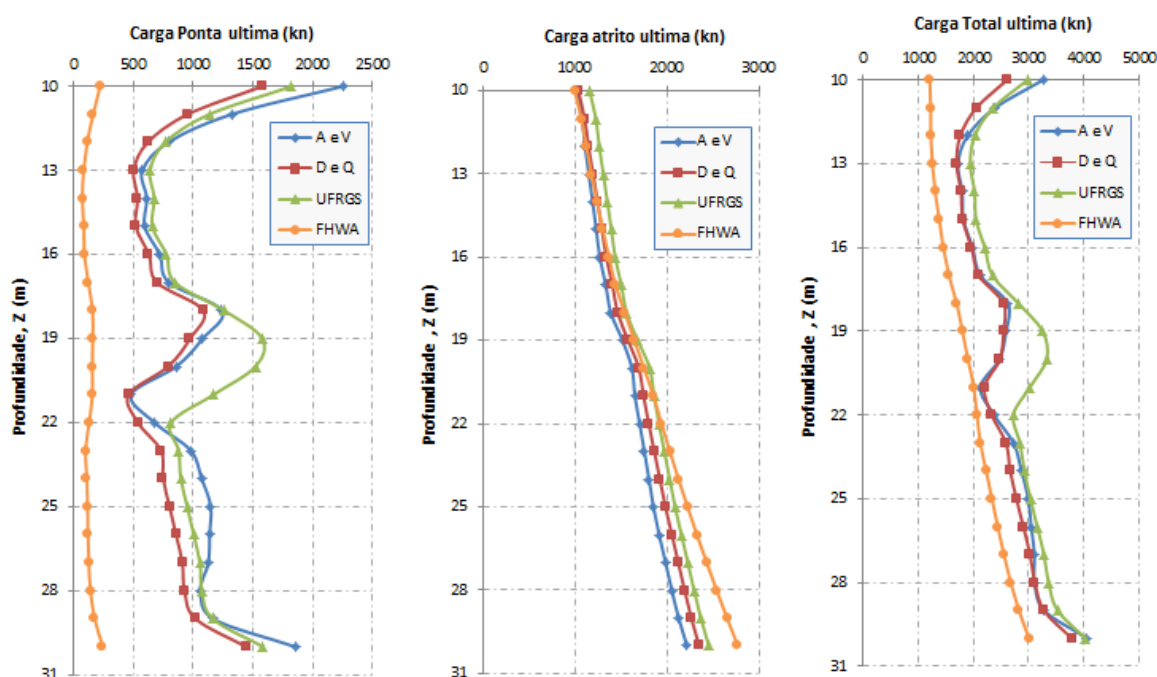 Carga Ponta ultima (kn)
0 500 1000 1500 2000 2500
10
13
16
19
22
25
28
31
Profundidade, Z (m)
A e V
D e Q
UFRGS
FHWA
Carga atrito ultima (kn)
0 1000 2000 3000
10
13
16
19
22
25
28
31
Profundidade , Z (m)
A e V
D e Q
UFRGS
FHWA
Carga Total ultima (kn)
0 1000 2000 3000 4000 5000
10
13
16
19
22
25
28
31
Profundidade , Z (m)
A e V
D e Q
UFRGS
FHWA